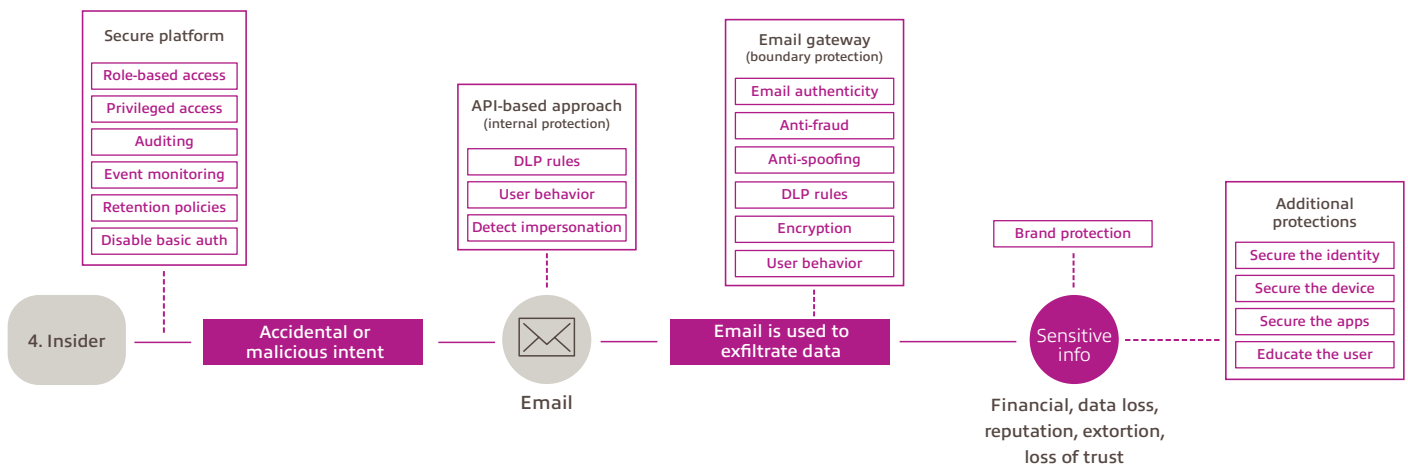 Secure platform
Role-based access
Privileged access
Auditing
Event monitoring
Retention policies
Disable basic auth
4. Insider
Accidental or
malicious intent
API-based approach
(internal protection)
DLP rules
User behavior
Detect impersonation
Email
Email gateway
(boundary protection)
Email authenticity
Anti-fraud
Anti-spoofing
DLP rules
Encryption
User behavior
Email is used to
exfiltrate data
Brand protection
Sensitive
info
Financial, data loss,
reputation, extortion,
loss of trust
Additional
protections
Secure the identity
Secure the device
Secure the apps
Educate the user